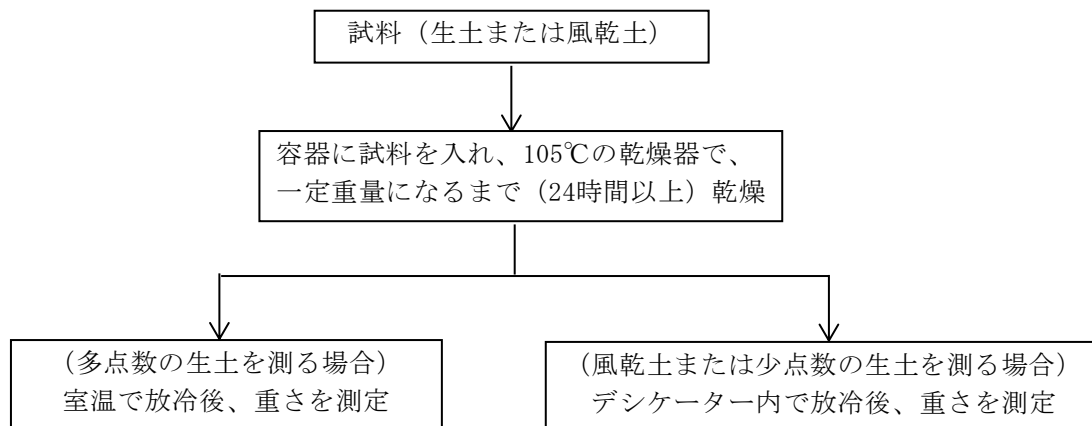 試料（生土または風乾土）
容器に試料を入れ、105℃の乾燥器で、
一定重量になるまで（24時間以上）乾燥
（多点数の生土を測る場合）
室温で放冷後、重さを測定
（風乾土または少点数の生土を測る場合）
デシケーター内で放冷後、重さを測定